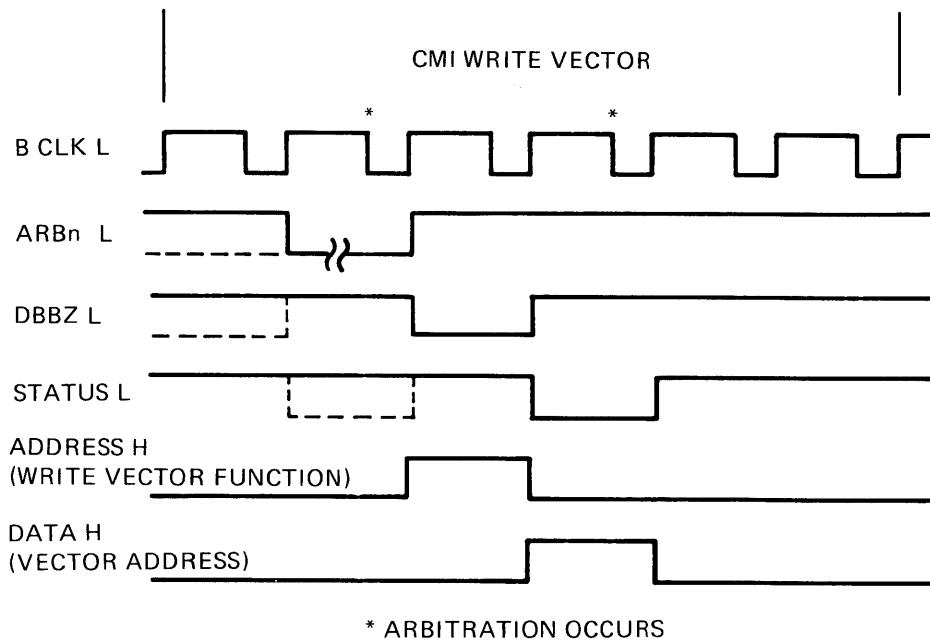 CMI WRITE VECTOR
* *
B CLK L
ARBn L
DBBZ L
STATUS L
ADDRESS H
(WRITE VECTOR FUNCTION)
DATA H
(VECTOR ADDRESS)
* ARBITRATION OCCURS